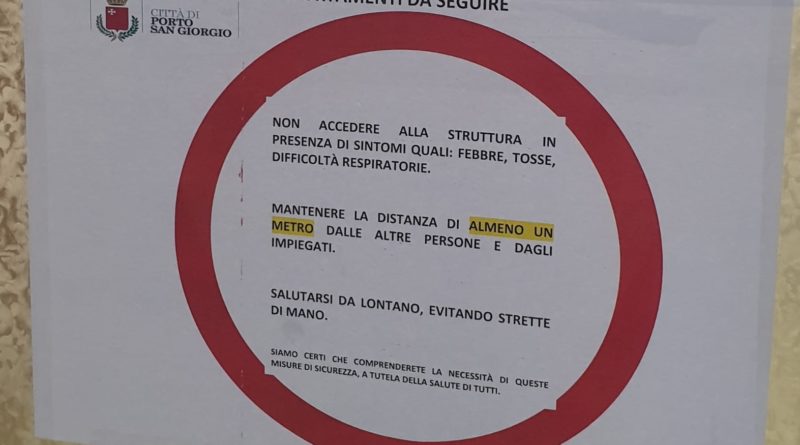 DA SEGUIRE
CITTÀ DI
PORTO
SAN GIORGIO
NON ACCEDERE ALLA STRUTTURA IN
PRESENZA DI SINTOMI QUALI: FEBBRE, TOSSE,
DIFFICOLTÀ RESPIRATORIE.
MANTENERE LA DISTANZA DI ALMENO UN
METRO DALLE ALTRE PERSONE E DAGLI
IMPIEGATI.
SALUTARSI DA LONTANO, EVITANDO STRETTE
DI MANO.
SIAMO CERTI CHE COMPRENDERETE LA NECESSITÀ DI QUESTE
MISURE DI SICUREZZA, A TUTELA DELLA SALUTE DI TUTTI.